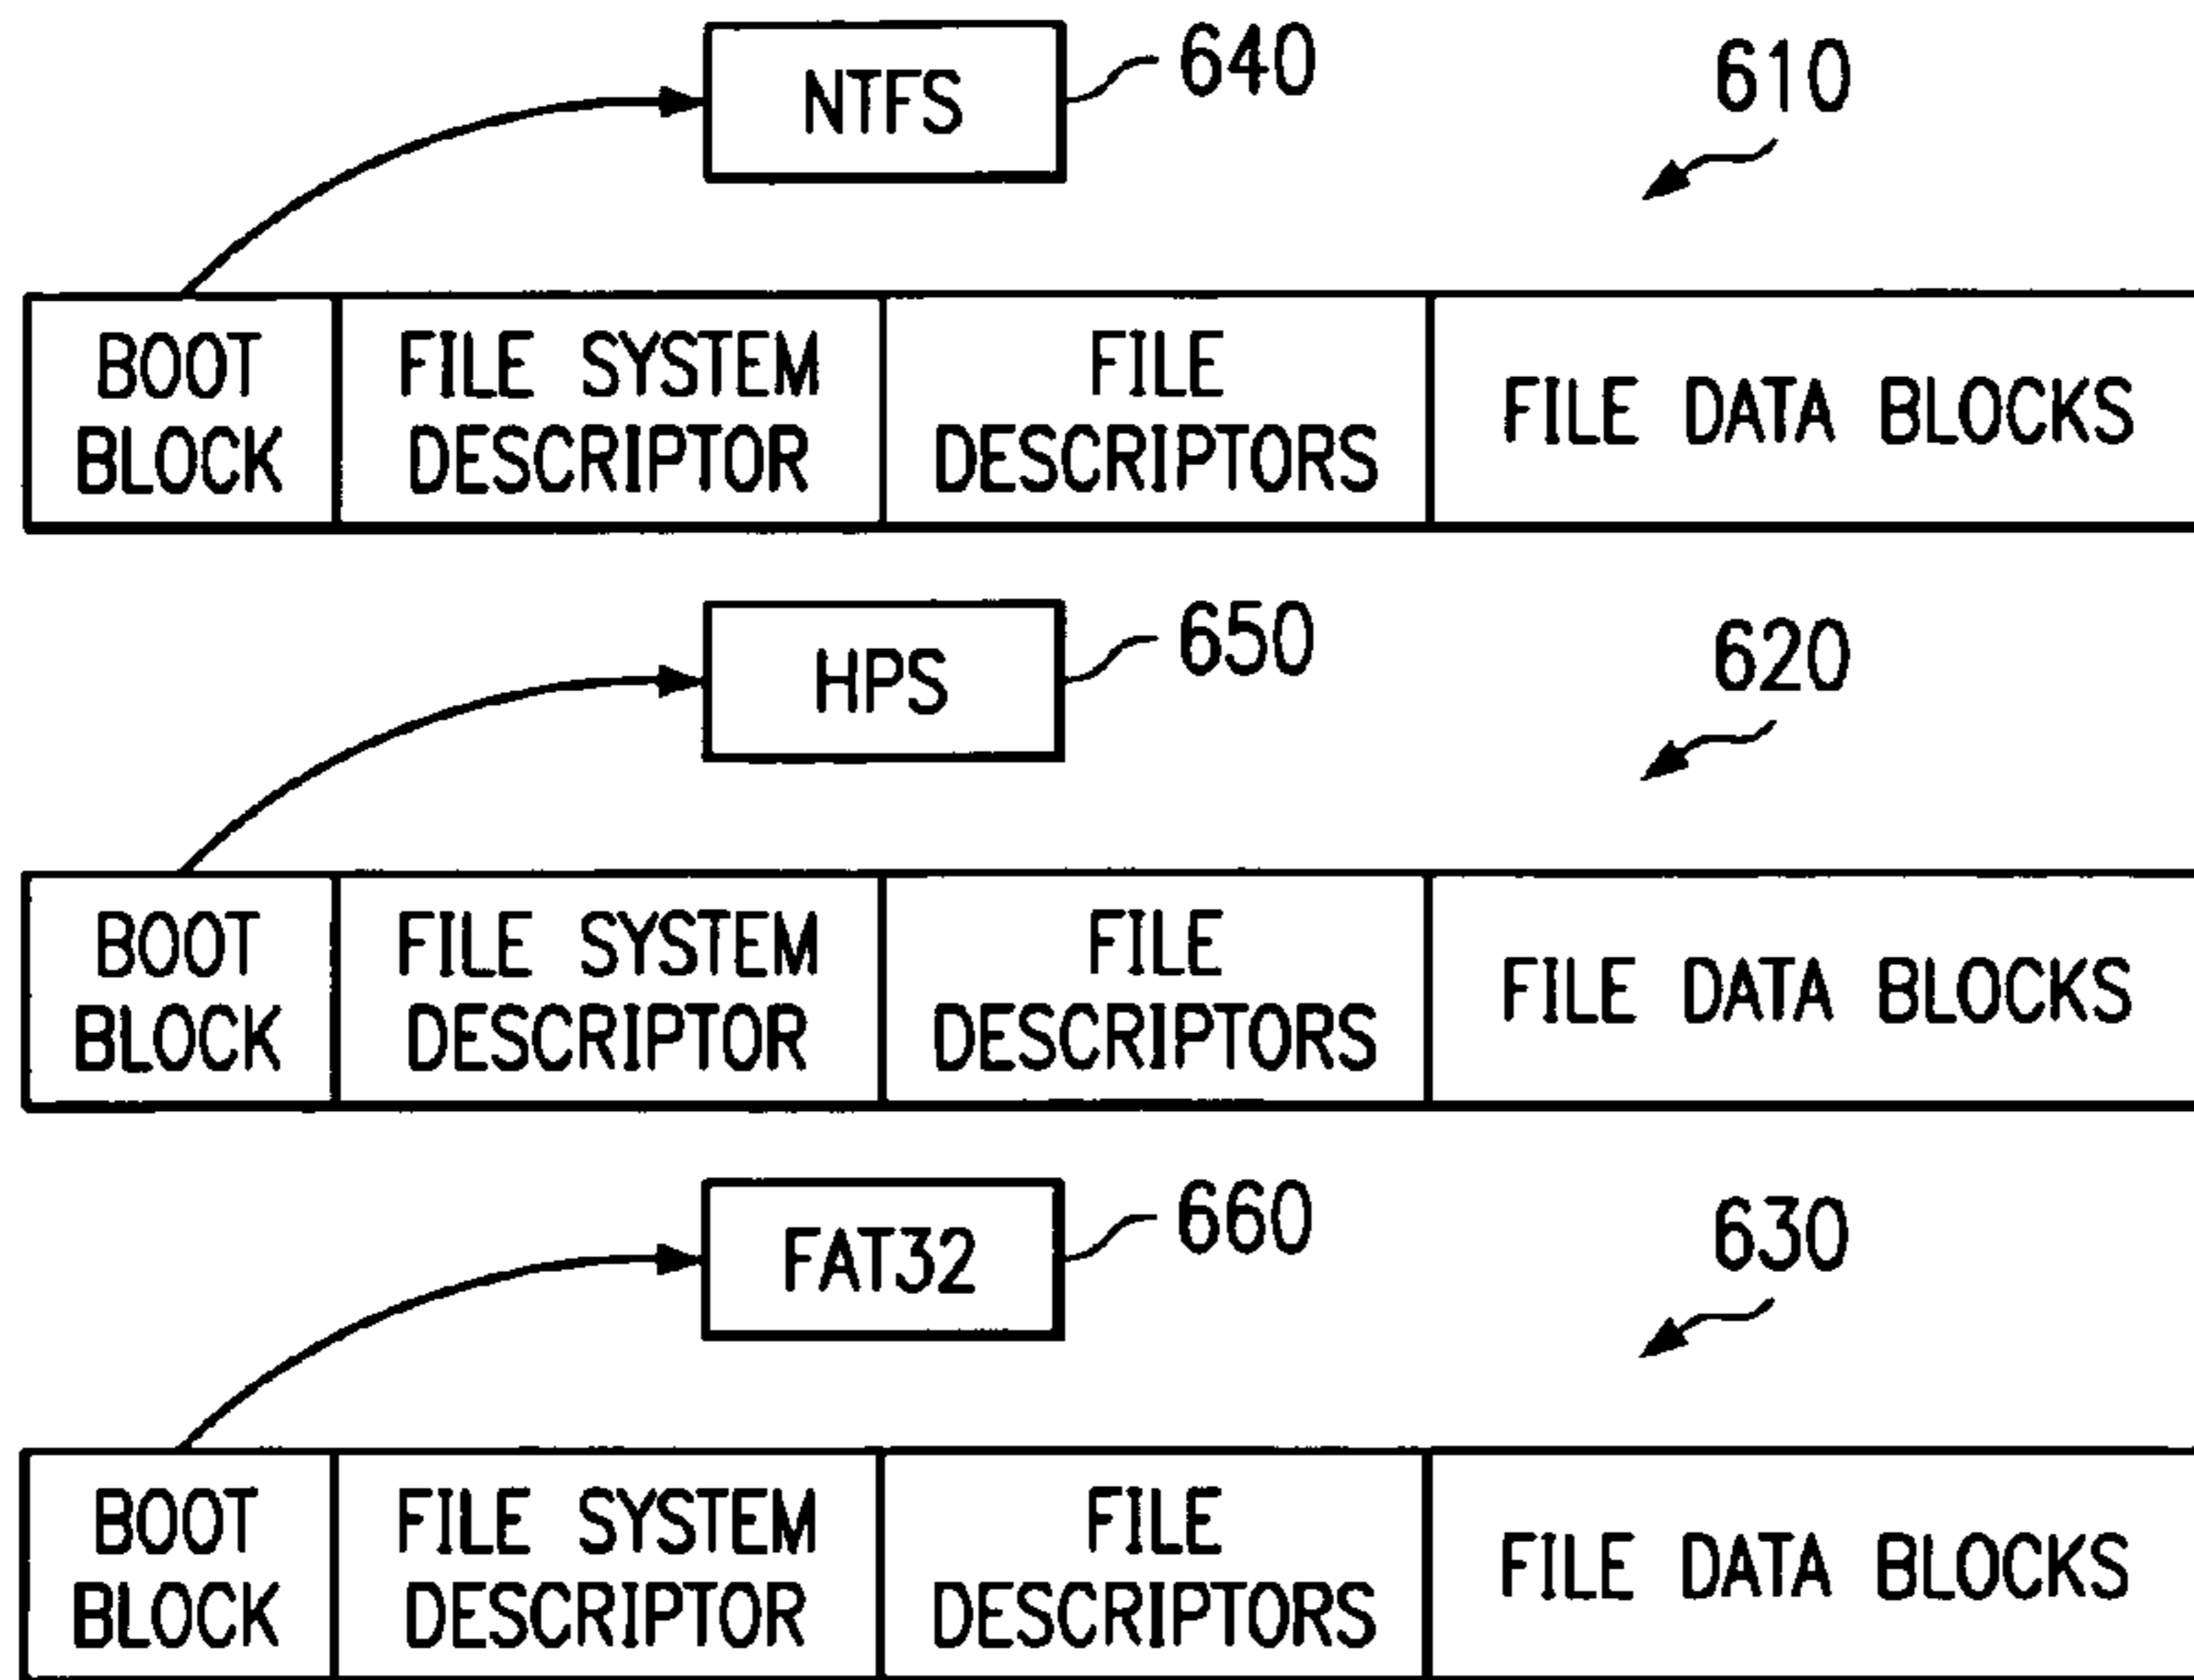 NTFS 640 610
BOOT BLOCK FILE SYSTEM DESCRIPTOR FILE DESCRIPTORS FILE DATA BLOCKS
HPS 650 620
BOOT BLOCK FILE SYSTEM DESCRIPTOR FILE DESCRIPTORS FILE DATA BLOCKS
FAT32 660 630
BOOT BLOCK FILE SYSTEM DESCRIPTOR FILE DESCRIPTORS FILE DATA BLOCKS